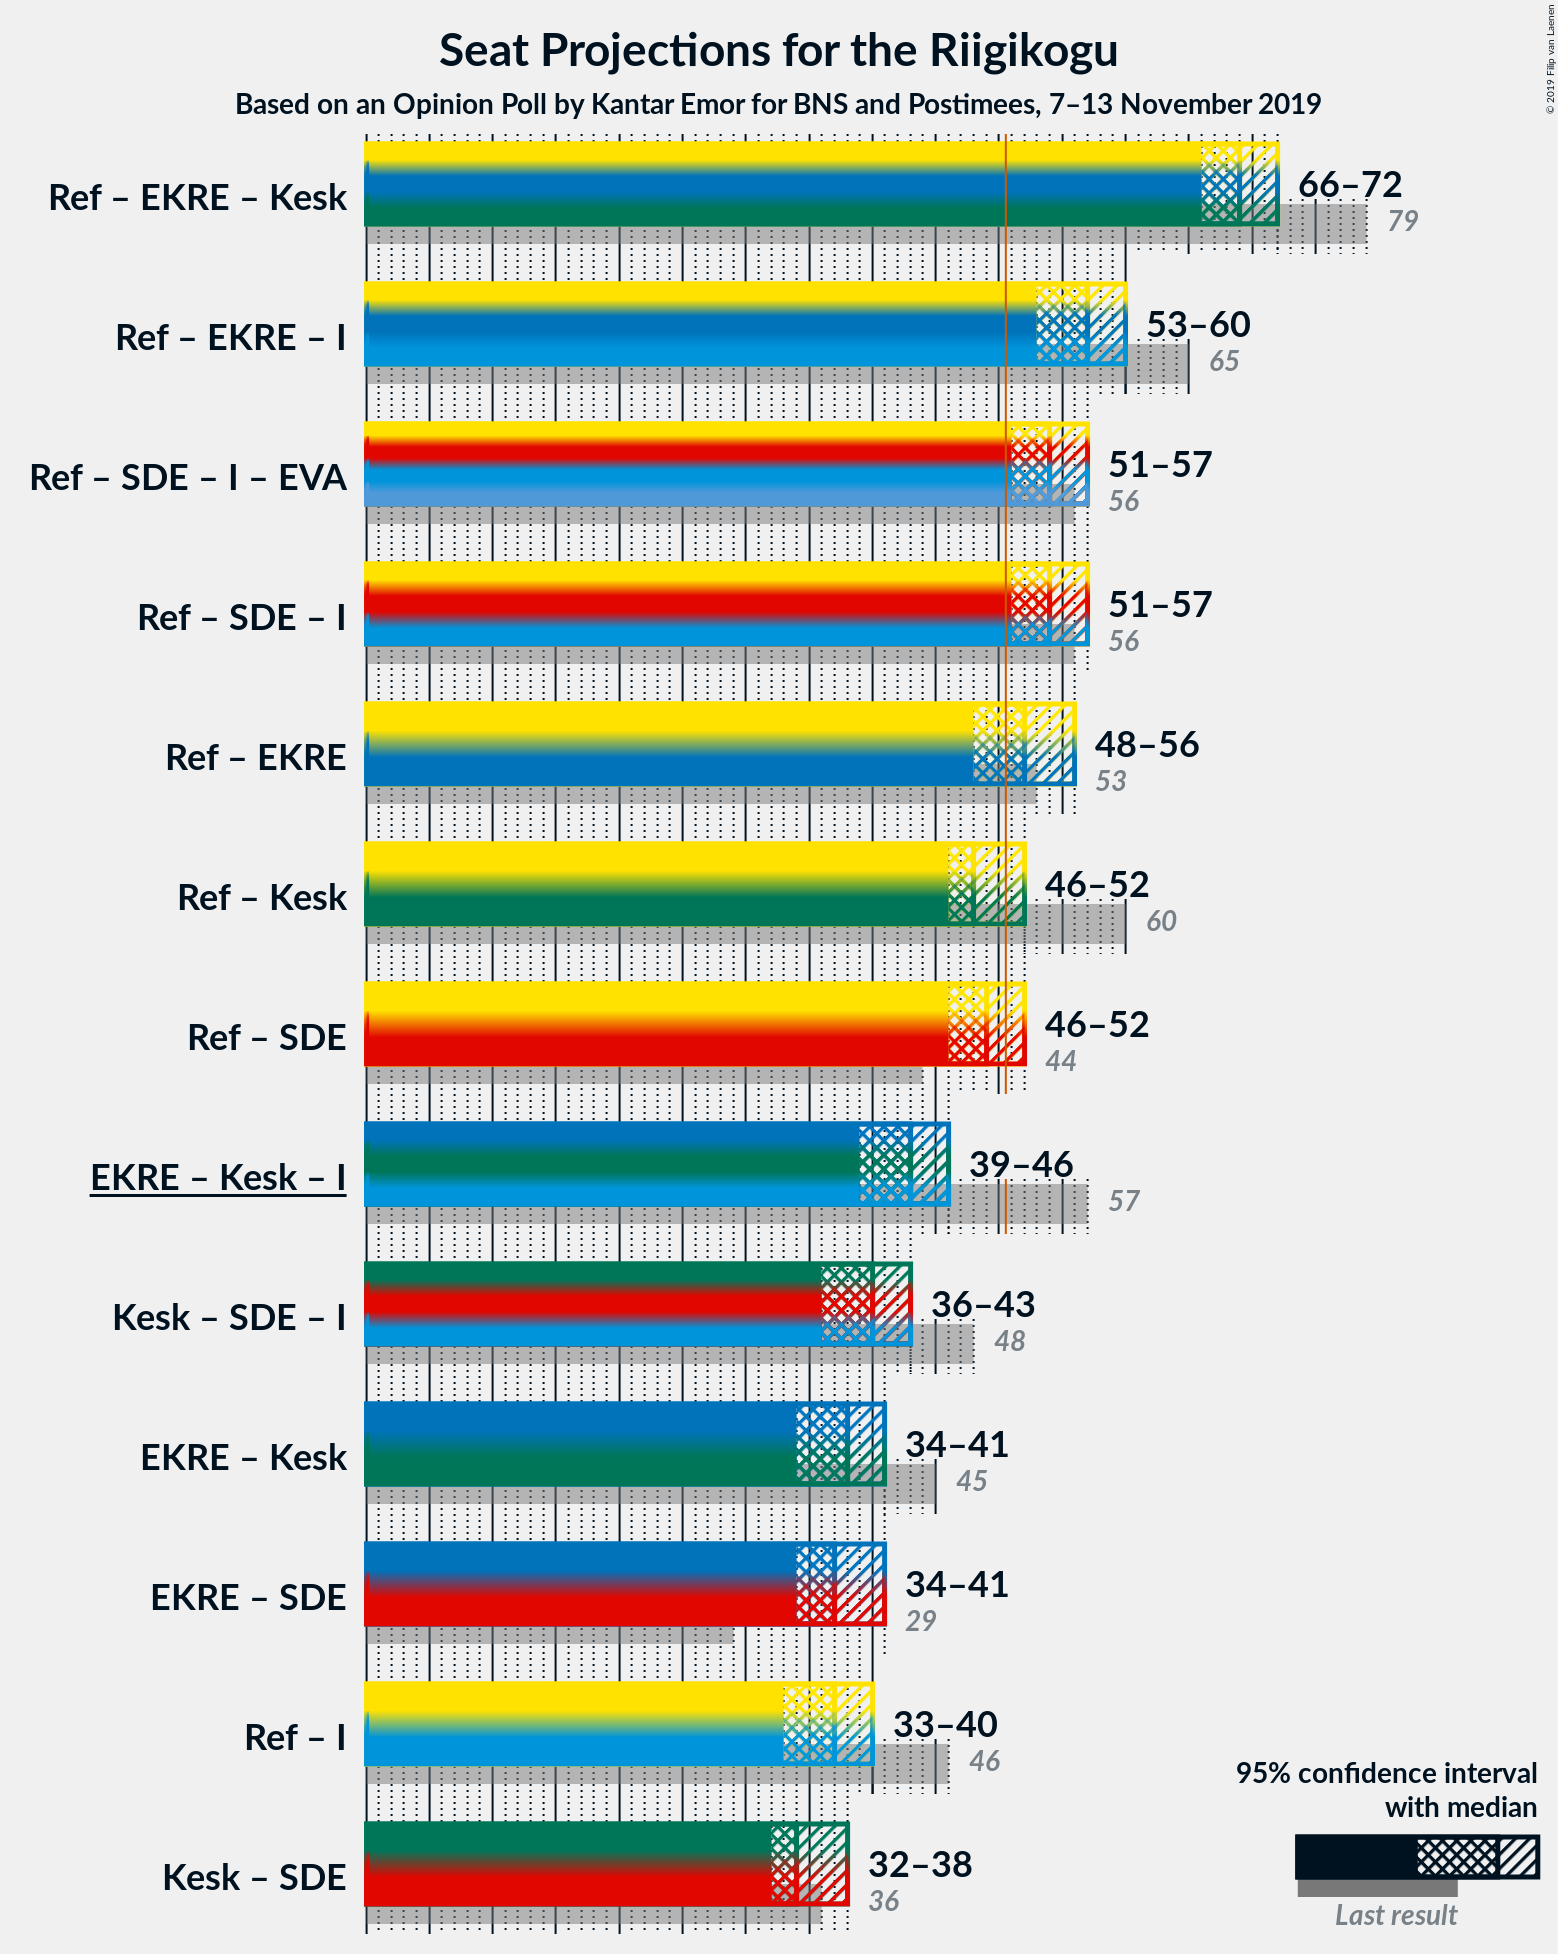 Seat Projections for the Riigikogu
Based on an Opinion Poll by Kantar Emor for BNS and Postimees, 7–13 November 2019
© 2019 Filip van Laenen
Ref – EKRE – Kesk
66–72
79
Ref – EKRE – I
53–60
65
Ref – SDE – I – EVA
51–57
56
Ref – SDE – I
51–57
56
Ref – EKRE
48–56
53
Ref – Kesk
46–52
60
Ref – SDE
46–52
44
EKRE – Kesk – I
39–46
57
Kesk – SDE – I
36–43
48
EKRE – Kesk
34–41
45
EKRE – SDE
34–41
29
Ref – I
33–40
46
Kesk – SDE
32–38
36
95% confidence interval
with median
Last result